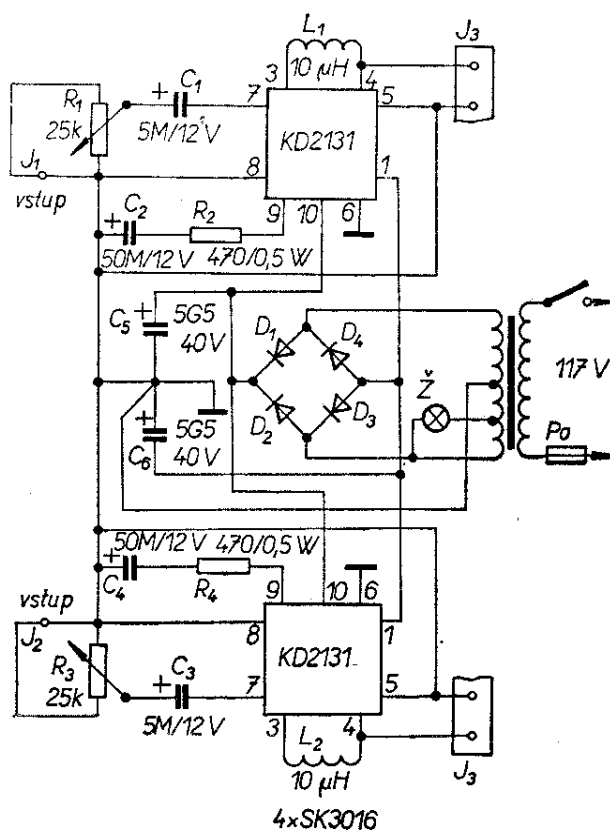 L₁
J₃
3
10 µH
4
C₁
+
7
5
R₁
25k
5M/12 V
KD2131
J₁
vstup
8
1
C₂
R₂
9
10
6
+
50M/12 V
470/0,5 W
C₅
+
5G5
40V
D₁
D₄
Ž
117 V
D₂
D₃
Po
+
C₆
5G5
40V
50M/12 V
470/0,5 W
+
C₄
R₄
9
10
6
vstup
J₂
8
1
KD2131
R₃
25k
+
C₃
7
5
5M/12V
3
L₂
4
J₃
10 µH
4xSK3016